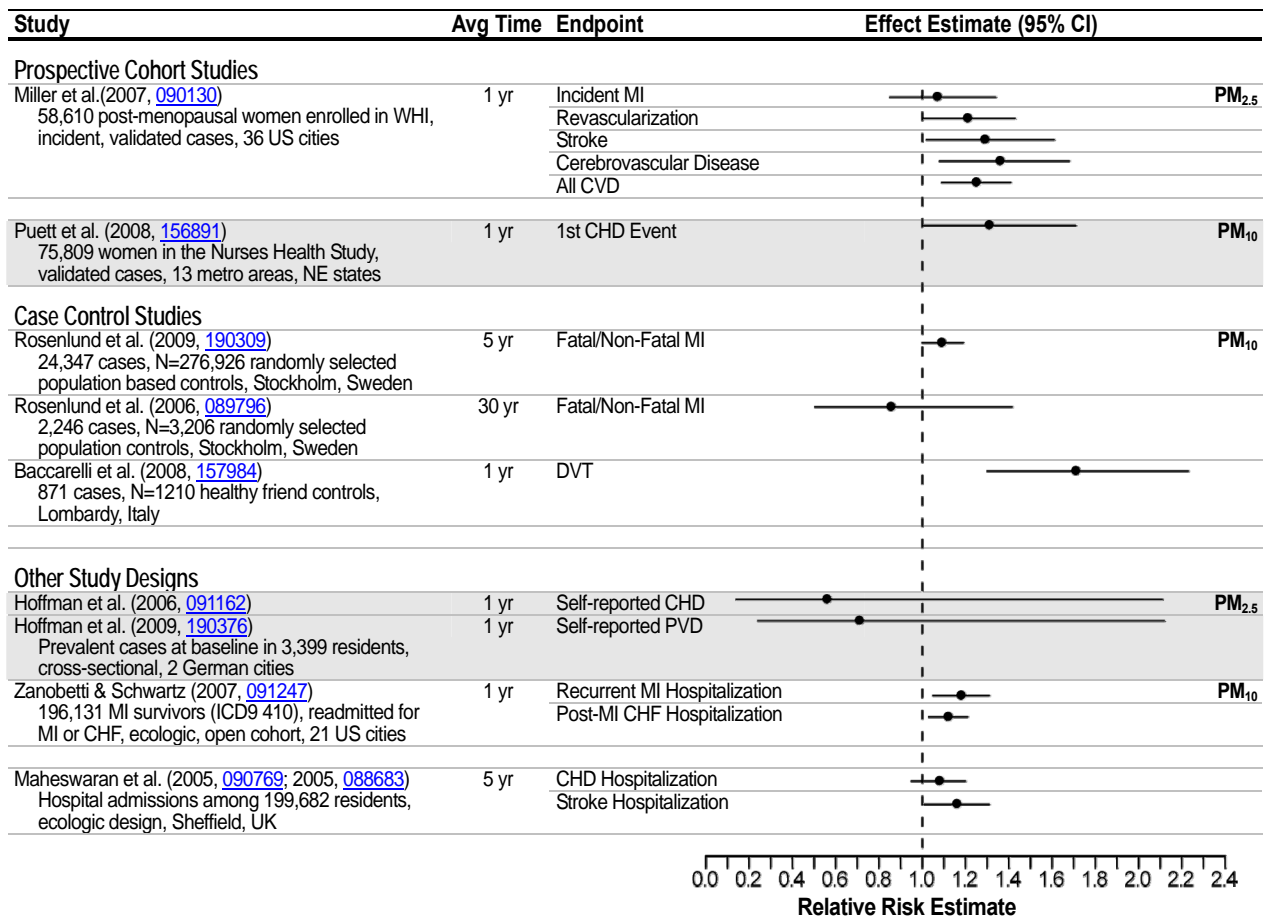 Study Avg Time Endpoint Effect Estimate (95% CI)
Prospective Cohort Studies
Miller et al.(2007, 090130) 1 yr Incident MI PM2.5
58,610 post-menopausal women enrolled in WHI, Revascularization
incident, validated cases, 36 US cities Stroke
Cerebrovascular Disease
All CVD
Puett et al. (2008, 156891) 1 yr 1st CHD Event PM10
75,809 women in the Nurses Health Study,
validated cases, 13 metro areas, NE states
Case Control Studies
Rosenlund et al. (2009, 190309) 5 yr Fatal/Non-Fatal MI PM10
24,347 cases, N=276,926 randomly selected
population based controls, Stockholm, Sweden
Rosenlund et al. (2006, 089796) 30 yr Fatal/Non-Fatal MI
2,246 cases, N=3,206 randomly selected
population controls, Stockholm, Sweden
Baccarelli et al. (2008, 157984) 1 yr DVT
871 cases, N=1210 healthy friend controls,
Lombardy, Italy
Other Study Designs
Hoffman et al. (2006, 091162) 1 yr Self-reported CHD PM2.5
Hoffman et al. (2009, 190376) 1 yr Self-reported PVD
Prevalent cases at baseline in 3,399 residents,
cross-sectional, 2 German cities
Zanobetti & Schwartz (2007, 091247) 1 yr Recurrent MI Hospitalization PM10
196,131 MI survivors (ICD9 410), readmitted for Post-MI CHF Hospitalization
MI or CHF, ecologic, open cohort, 21 US cities
Maheswaran et al. (2005, 090769; 2005, 088683) 5 yr CHD Hospitalization
Hospital admissions among 199,682 residents, Stroke Hospitalization
ecologic design, Sheffield, UK
0.0 0.2 0.4 0.6 0.8 1.0 1.2 1.4 1.6 1.8 2.0 2.2 2.4
Relative Risk Estimate